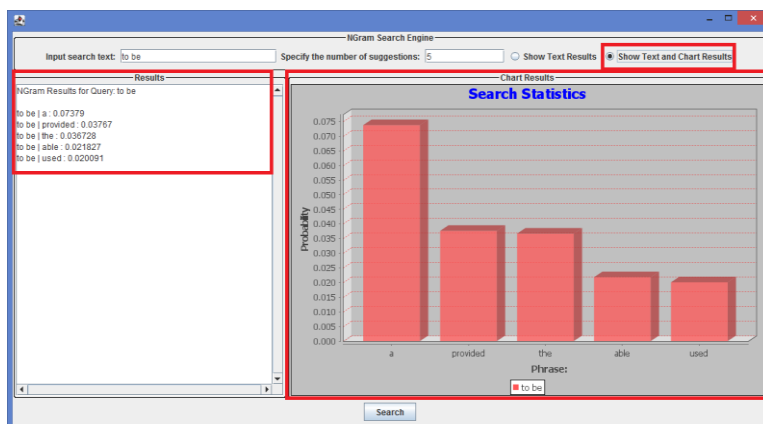 NGram Search Engine
Input search text: to be Specify the number of suggestions: 5 Show Text Results Show Text and Chart Results
Results
NGram Results for Query: to be
to be | a : 0.07379
to be | provided : 0.03767
to be | the : 0.036728
to be | able : 0.021827
to be | used : 0.020091
Chart Results
Search Statistics
Probability
0.075
0.070
0.065
0.060
0.055
0.050
0.045
0.040
0.035
0.030
0.025
0.020
0.015
0.010
0.005
0.000
a provided the able used
Phrase:
to be
Search